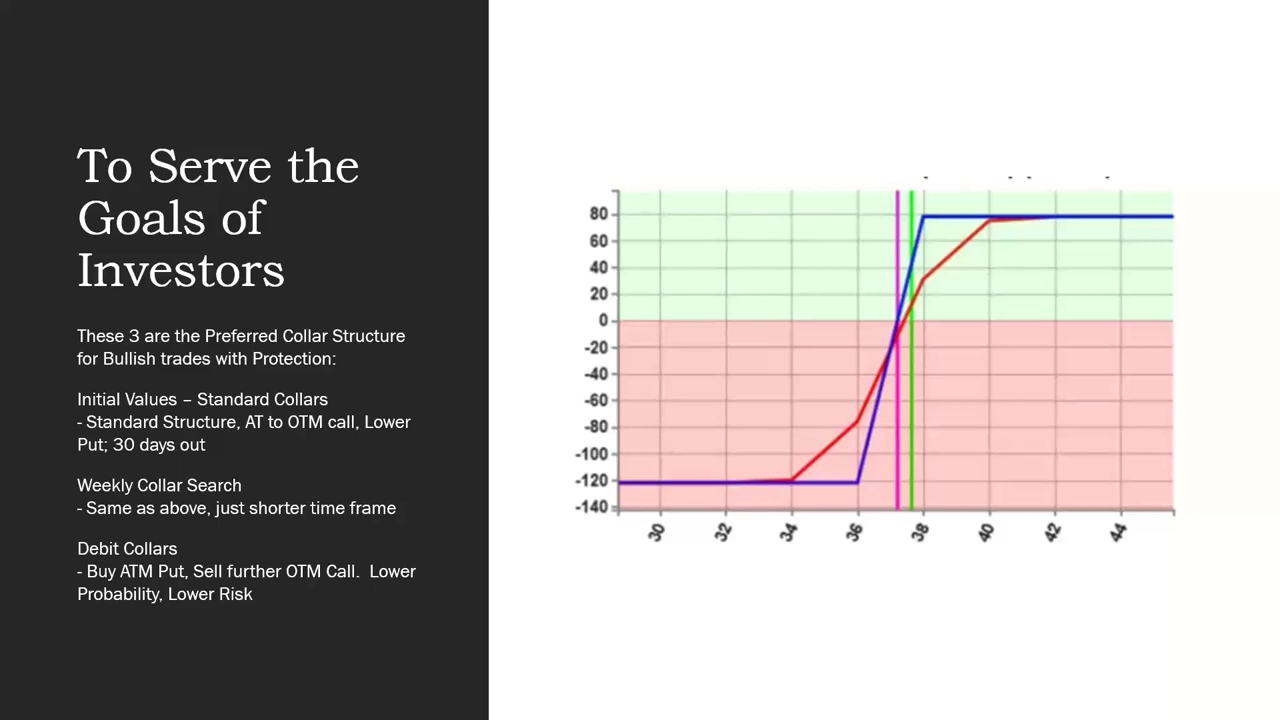 To Serve the
Goals of
Investors
These 3 are the Preferred Collar Structure
for Bullish trades with Protection:
Initial Values – Standard Collars
- Standard Structure, AT to OTM call, Lower
Put; 30 days out
Weekly Collar Search
- Same as above, just shorter time frame
Debit Collars
- Buy ATM Put, Sell further OTM Call.  Lower
Probability, Lower Risk
80
60
40
20
0
-20
-40
-60
-80
-100
-120
-140
30 32 34 36 38 40 42 44